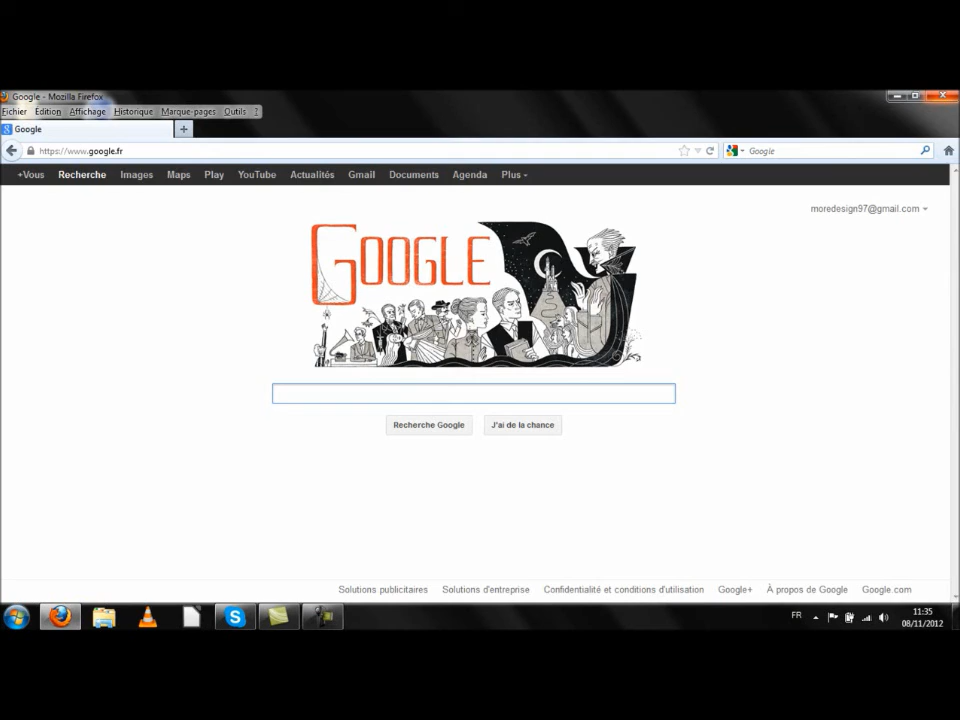 Google - Mozilla Firefox
Fichier Edition Affichage Historique Marque-pages Outils ?
Google +
https://www.google.fr
Google
+Vous Recherche Images Maps Play YouTube Actualités Gmail Documents Agenda Plus
moredesign97@gmail.com
GOOGLE
Recherche Google J'ai de la chance
Solutions publicitaires Solutions d'entreprise Confidentialité et conditions d'utilisation Google+ À propos de Google Google.com
FR
11:35
08/11/2012